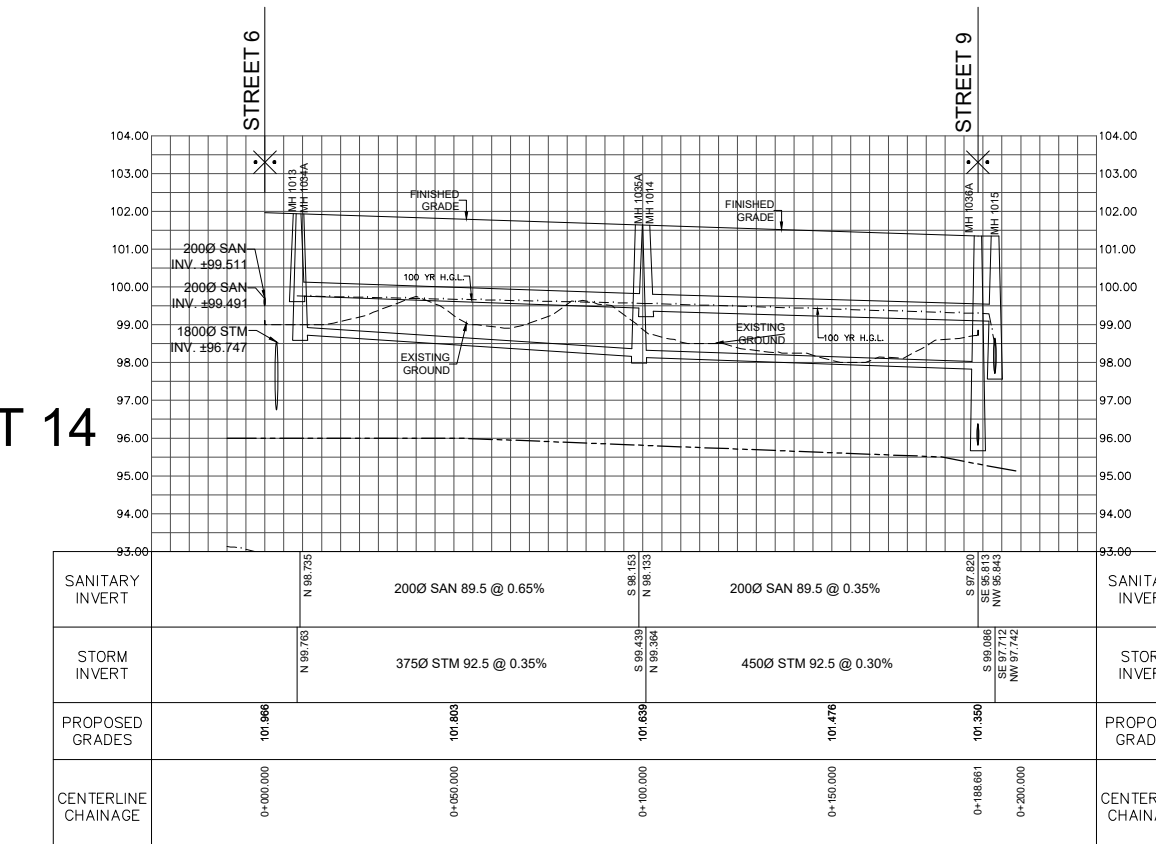 STREET 6
STREET 9
104.00
104.00
103.00
103.00
MH 1013
MH 1034A
MH 1035A
MH 1014
MH 1036A
MH 1015
FINISHED
GRADE
FINISHED
GRADE
102.00
102.00
200Ø SAN
INV. ±99.511
101.00
101.00
200Ø SAN
INV. ±99.491
100 YR H.G.L.
100.00
100.00
1800Ø STM
INV. ±96.747
99.00
99.00
EXISTING
GROUND
EXISTING
GROUND
100 YR H.G.L.
98.00
98.00
97.00
97.00
T 14
96.00
96.00
95.00
95.00
94.00
94.00
93.00
93.00
SANITARY
INVERT
N 98.735
200Ø SAN 89.5 @ 0.65%
S 98.153
N 98.133
200Ø SAN 89.5 @ 0.35%
S 97.820
SE 95.813
NW 95.843
SANITA
INVER
STORM
INVERT
N 99.763
375Ø STM 92.5 @ 0.35%
S 99.439
N 99.364
450Ø STM 92.5 @ 0.30%
S 99.086
SE 97.712
NW 97.742
STOR
INVER
PROPOSED
GRADES
101.966
101.803
101.639
101.476
101.350
PROPO
GRAD
CENTERLINE
CHAINAGE
0+000.000
0+050.000
0+100.000
0+150.000
0+188.661
0+200.000
CENTER
CHAINA